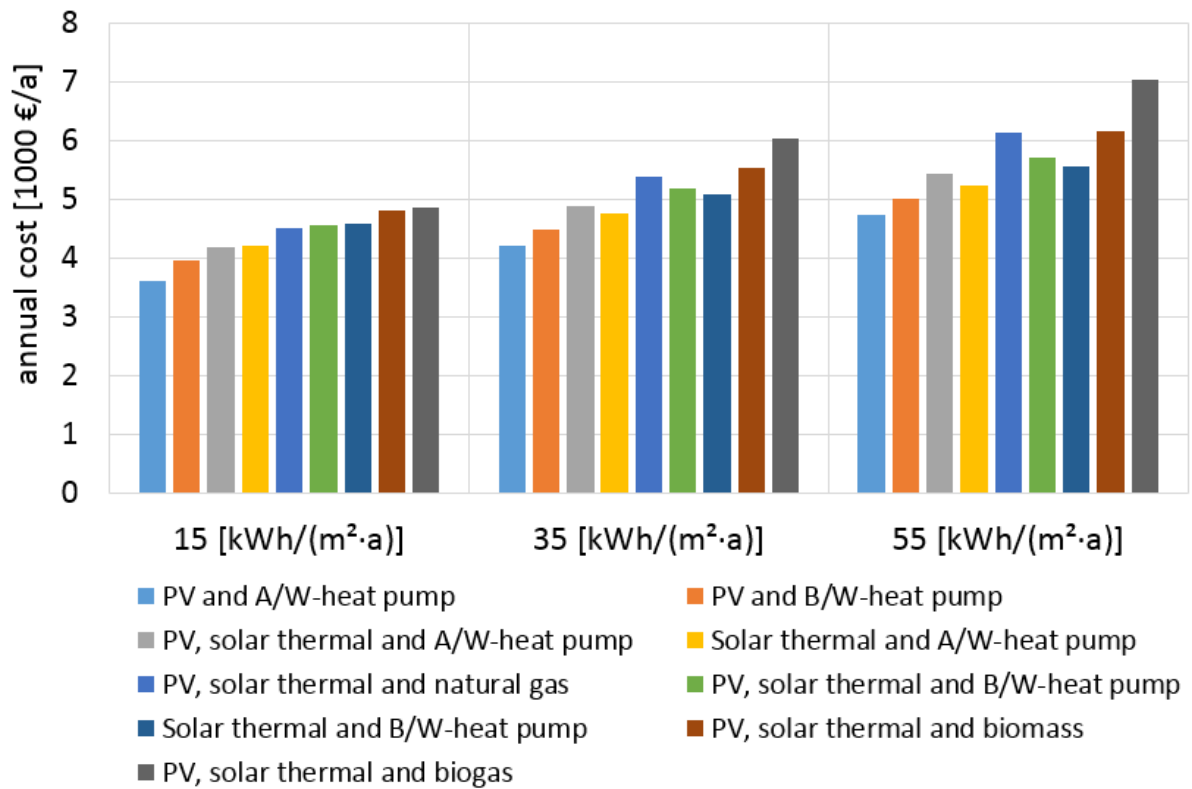 annual cost [1000 €/a]
8
7
6
5
4
3
2
1
0
15 [kWh/(m²·a)] 35 [kWh/(m²·a)] 55 [kWh/(m²·a)]
PV and A/W-heat pump PV and B/W-heat pump
PV, solar thermal and A/W-heat pump Solar thermal and A/W-heat pump
PV, solar thermal and natural gas PV, solar thermal and B/W-heat pump
Solar thermal and B/W-heat pump PV, solar thermal and biomass
PV, solar thermal and biogas